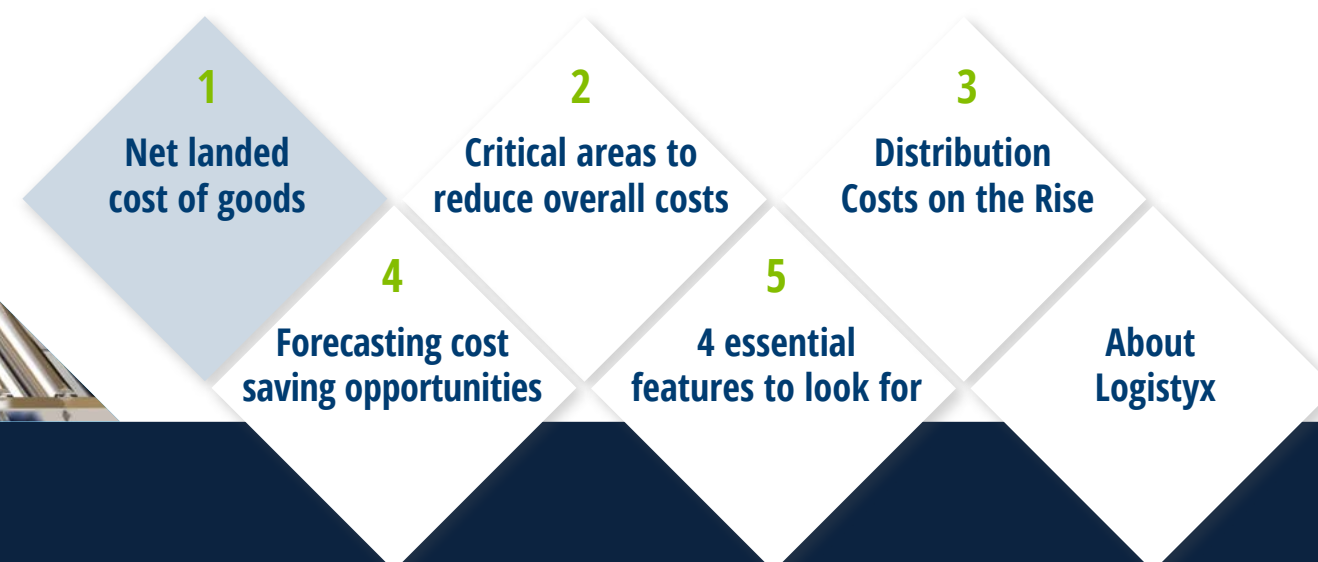 1
Net landed
cost of goods
2
Critical areas to
reduce overall costs
3
Distribution
Costs on the Rise
4
Forecasting cost
saving opportunities
5
4 essential
features to look for
About
Logistyx